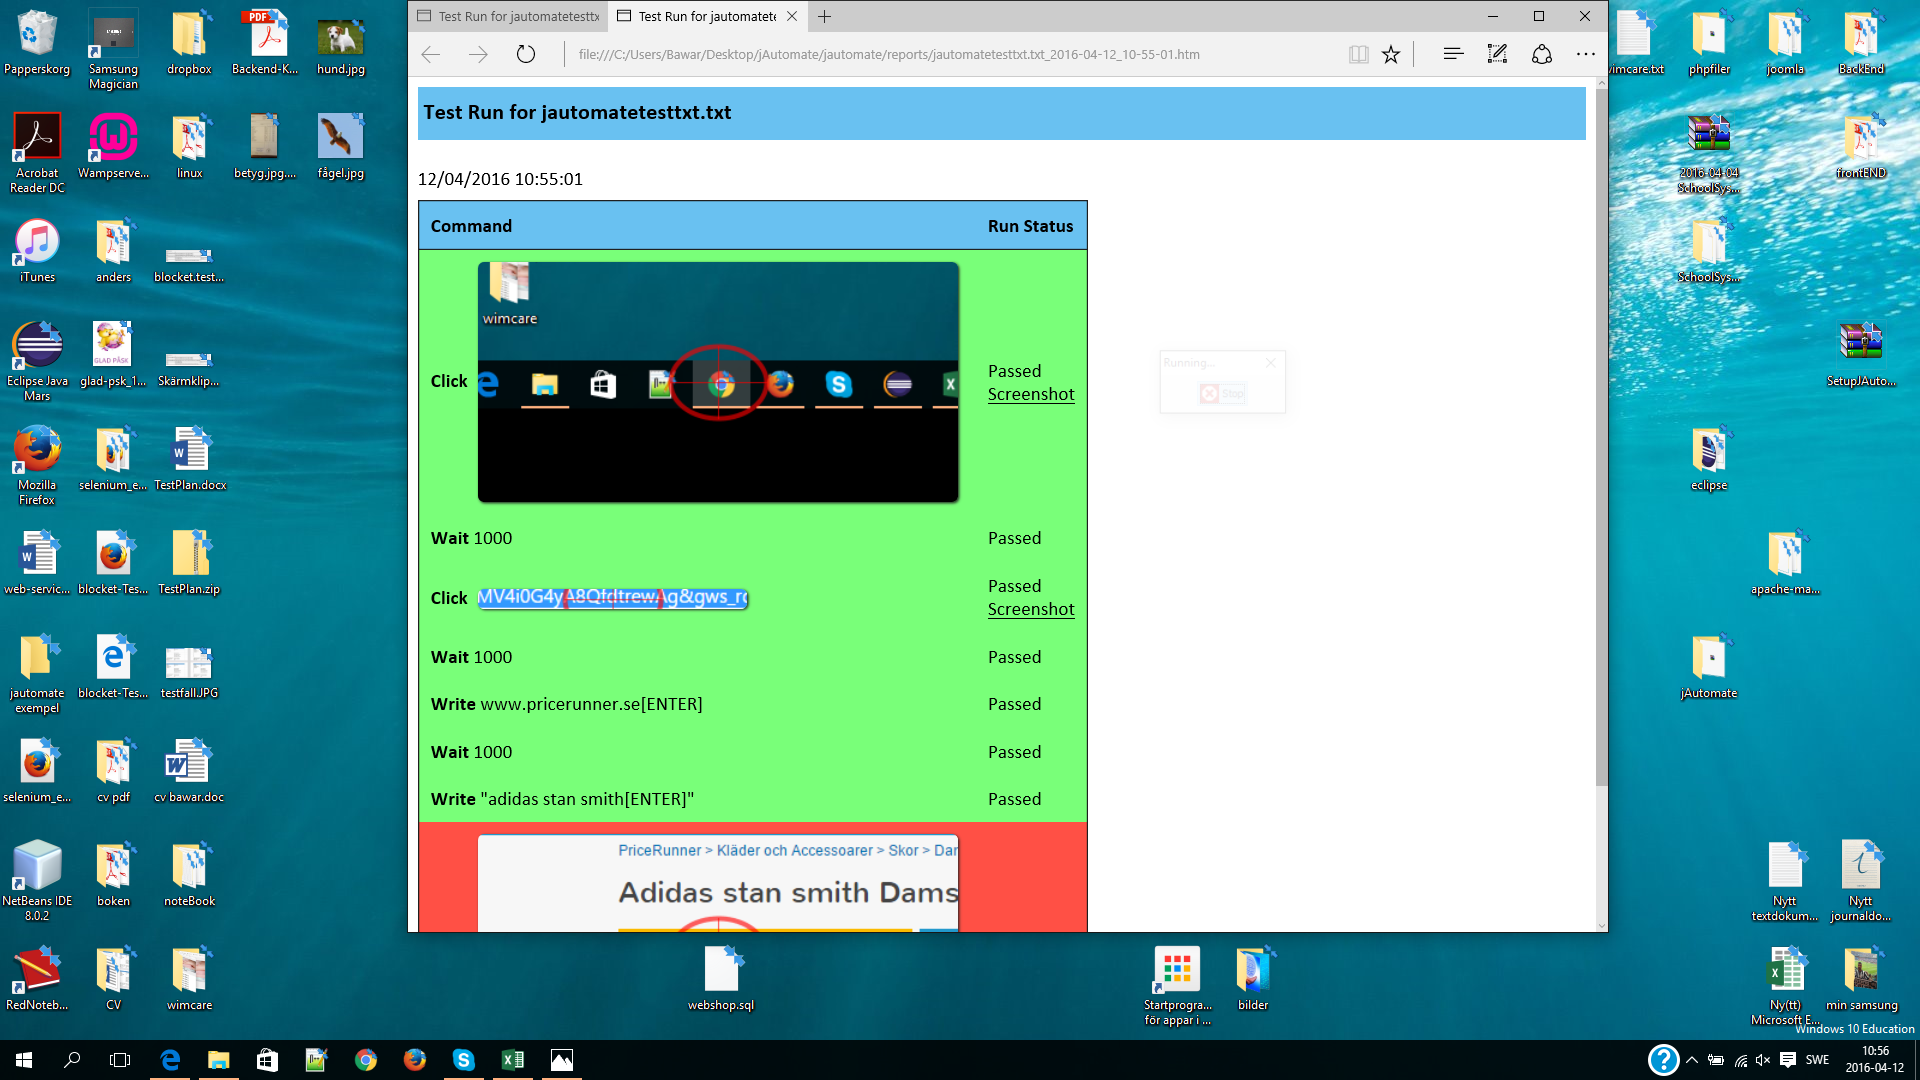 Test Run for jautomatetesttx
Test Run for jautomatete
file:///C:/Users/Bawar/Desktop/jAutomate/jautomate/reports/jautomatetesttxt.txt_2016-04-12_10-55-01.htm
Test Run for jautomatetesttxt.txt
12/04/2016 10:55:01
Command Run Status
wimcare
Click Passed
Screenshot
Wait 1000 Passed
Click MV4i0G4yA8QfdtrewAg&gws_r Passed
Screenshot
Wait 1000 Passed
Write www.pricerunner.se[ENTER] Passed
Wait 1000 Passed
Write "adidas stan smith[ENTER]" Passed
PriceRunner > Kläder och Accessoarer > Skor > Dar
Adidas stan smith Dams
Running...
Stop
Papperskorg
Samsung Magician
dropbox
PDF
Backend-K...
hund.jpg
Acrobat Reader DC
Wampserve...
linux
betyg.jpg....
fågel.jpg
iTunes
anders
blocket.test...
Eclipse Java Mars
GLAD PÅSK
glad-psk_1...
Skärmklip...
Mozilla Firefox
selenium_e...
TestPlan.docx
web-servic...
blocket-Tes...
TestPlan.zip
jautomate exempel
blocket-Tes...
testfall.JPG
selenium_e...
cv pdf
cv bawar.doc
NetBeans IDE 8.0.2
boken
noteBook
RedNoteb...
CV
wimcare
webshop.sql
Startprogra...
för appar i ...
bilder
vimcare.txt
phpfiler
joomla
BackEnd
2016-04-04
SchoolSys...
frontEND
SchoolSys...
SetupJAuto...
eclipse
apache-ma...
jAutomate
Nytt
textdokum...
Nytt
journaldo...
Ny(tt)
Microsoft E...
min samsung
Windows 10 Education
SWE
10:56
2016-04-12